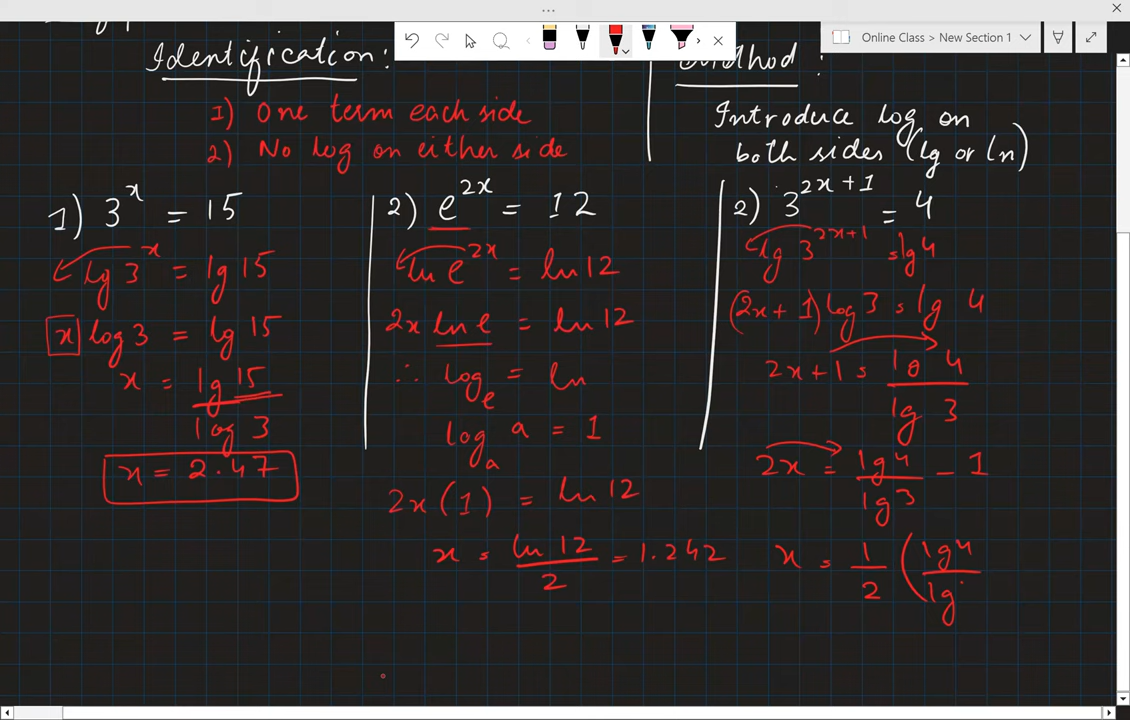 Online Class > New Section 1
Identification:
1) One term each side
2) No log on either side
Introduce log on
both sides (lg or ln)
1) 3^x = 15
lg 3^x = lg 15
x log 3 = lg 15
x = lg 15 / log 3
x = 2.47
2) e^2x = 12
ln e^2x = ln 12
2x ln e = ln 12
∴ log_e = ln
log_a a = 1
2x (1) = ln 12
x = ln 12 / 2 = 1.242
2) 3^2x+1 = 4
lg 3^2x+1 = lg 4
(2x+1) log 3 = lg 4
2x+1 = log 4 / lg 3
2x = lg 4 / lg 3 - 1
x = 1/2 ( lg 4 / lg